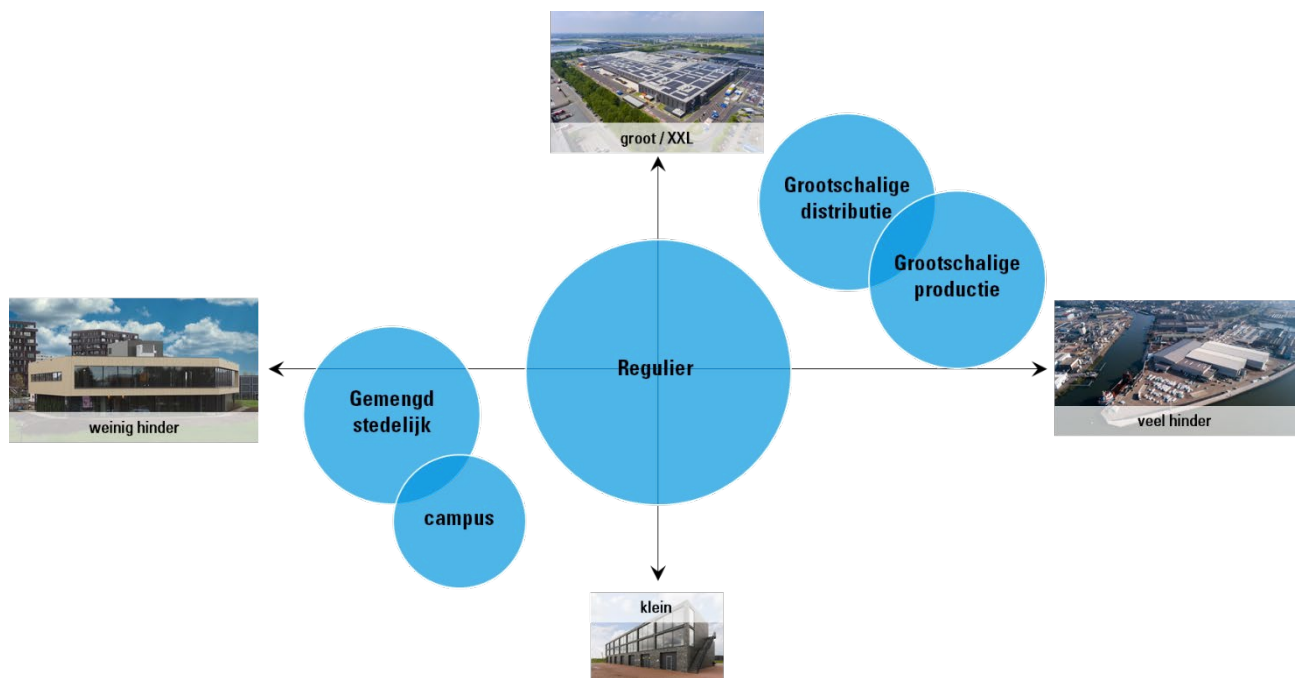 groot / XXL
Grootschalige
distributie
Grootschalige
productie
Regulier
Gemengd
stedelijk
weinig hinder
veel hinder
campus
klein